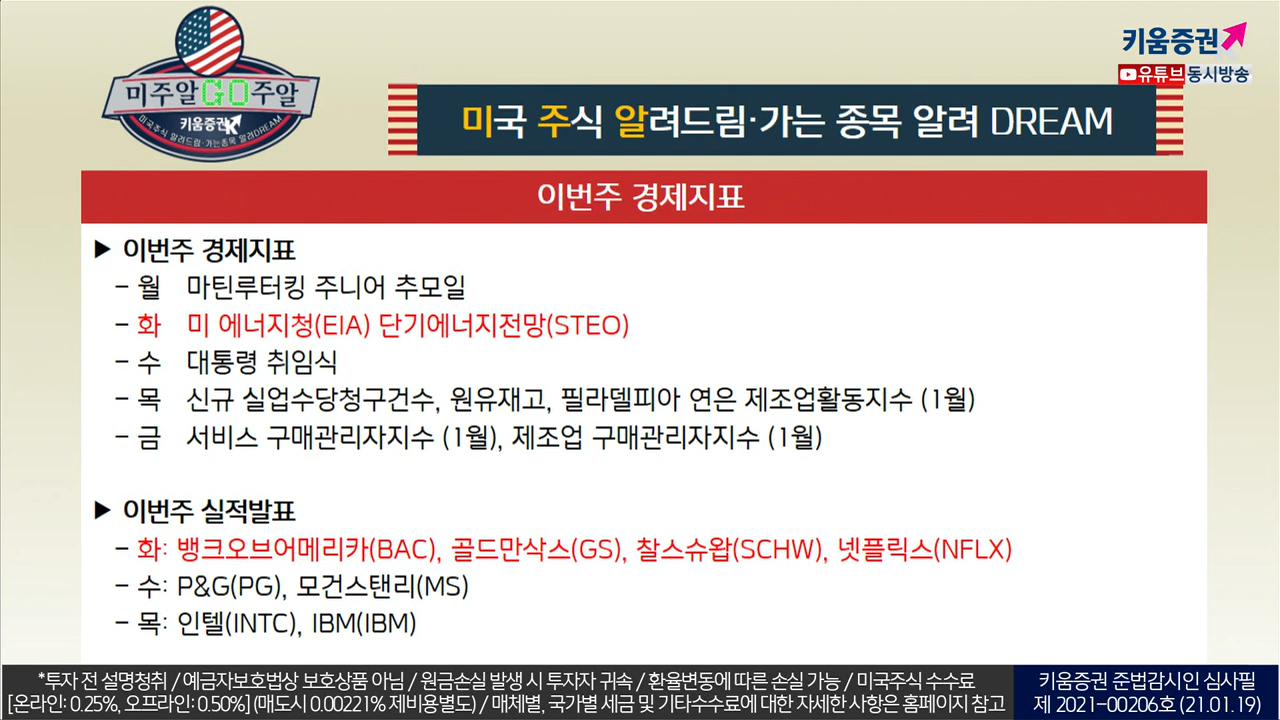 미주알GO주알
키움증권
미국주식 알려드림·가는종목 알려DREAM
키움증권
유튜브동시방송
미국 주식 알려드림·가는 종목 알려 DREAM
이번주 경제지표
▶ 이번주 경제지표
- 월 마틴루터킹 주니어 추모일
- 화 미 에너지청(EIA) 단기에너지전망(STEO)
- 수 대통령 취임식
- 목 신규 실업수당청구건수, 원유재고, 필라델피아 연은 제조업활동지수 (1월)
- 금 서비스 구매관리자지수 (1월), 제조업 구매관리자지수 (1월)
▶ 이번주 실적발표
- 화: 뱅크오브어메리카(BAC), 골드만삭스(GS), 찰스슈왑(SCHW), 넷플릭스(NFLX)
- 수: P&G(PG), 모건스탠리(MS)
- 목: 인텔(INTC), IBM(IBM)
*투자 전 설명청취 / 예금자보호법상 보호상품 아님 / 원금손실 발생 시 투자자 귀속 / 환율변동에 따른 손실 가능 / 미국주식 수수료
[온라인: 0.25%, 오프라인: 0.50%] (매도시 0.00221% 제비용별도) / 매체별, 국가별 세금 및 기타수수료에 대한 자세한 사항은 홈페이지 참고
키움증권 준법감시인 심사필
제 2021-00206호 (21.01.19)